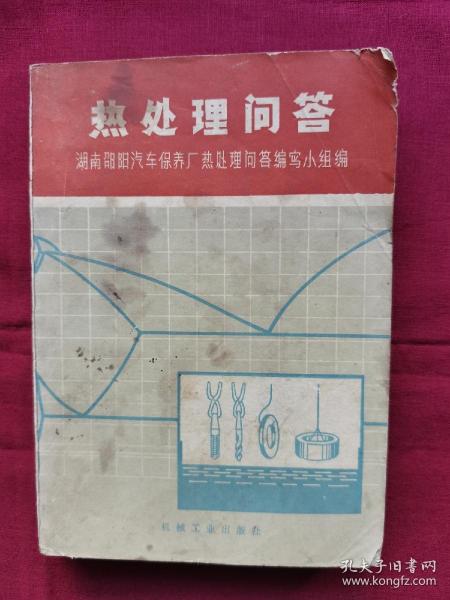 热处理问答
湖南邵阳汽车保养厂热处理问答编写小组编
机械工业出版社
孔夫子旧书网
www.kongfz.com